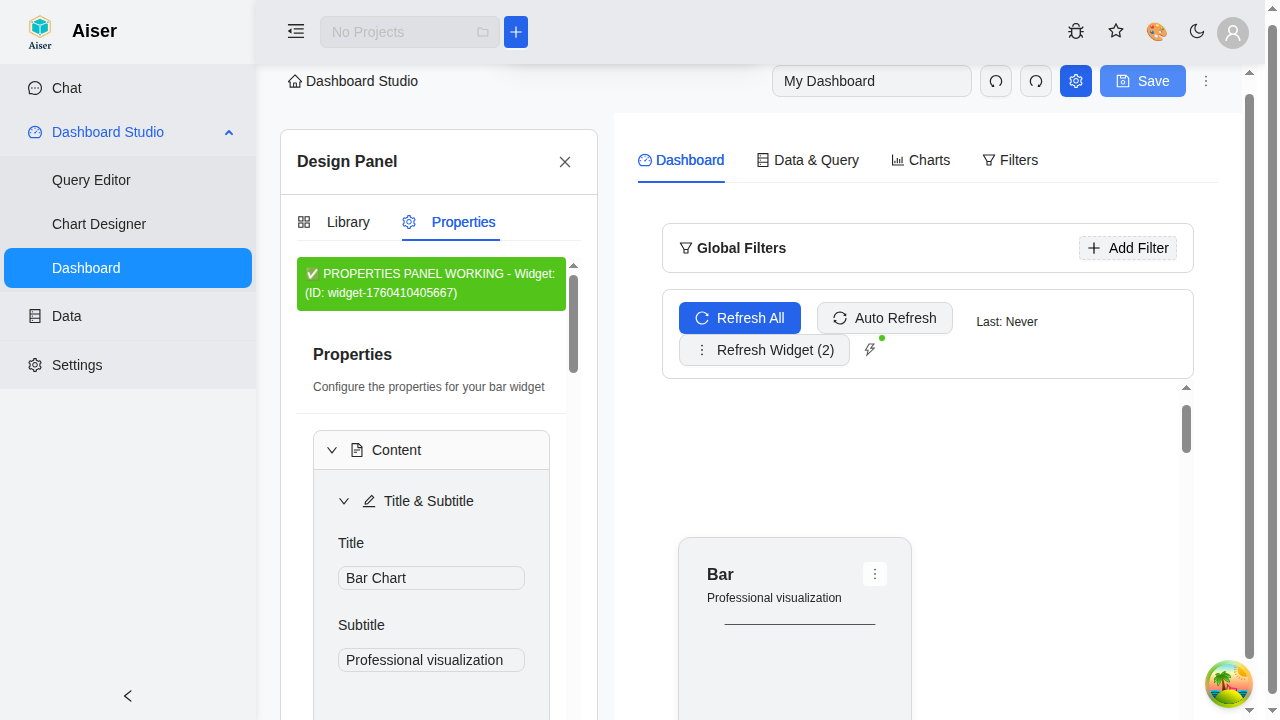 Aiser
Aiser
No Projects
Chat
Dashboard Studio
Query Editor
Chart Designer
Dashboard
Data
Settings
Dashboard Studio
My Dashboard
Save
Design Panel
Library
Properties
✅ PROPERTIES PANEL WORKING - Widget:
(ID: widget-1760410405667)
Properties
Configure the properties for your bar widget
Content
Title & Subtitle
Title
Bar Chart
Subtitle
Professional visualization
Dashboard
Data & Query
Charts
Filters
Global Filters
Add Filter
Refresh All
Auto Refresh
Last: Never
Refresh Widget (2)
Bar
Professional visualization